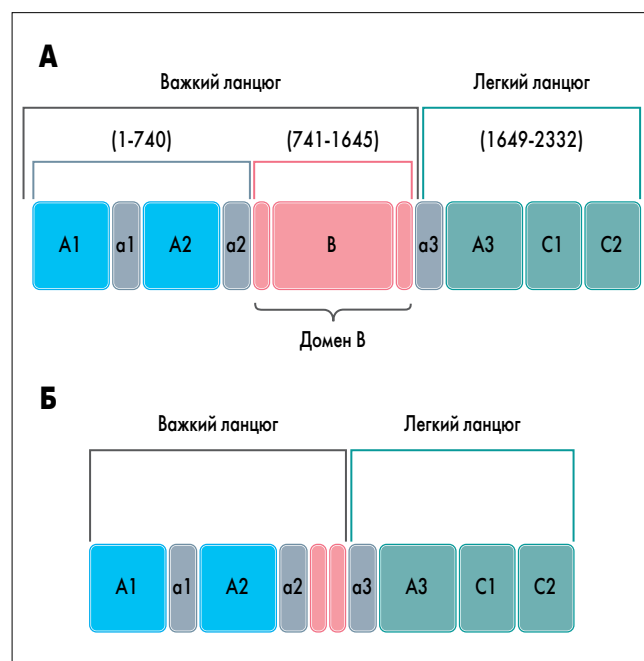 А
Важкий ланцюг Легкий ланцюг
(1-740) (741-1645) (1649-2332)
A1 a1 A2 a2 B a3 A3 C1 C2
Домен В
Б
Важкий ланцюг Легкий ланцюг
A1 a1 A2 a2 a3 A3 C1 C2